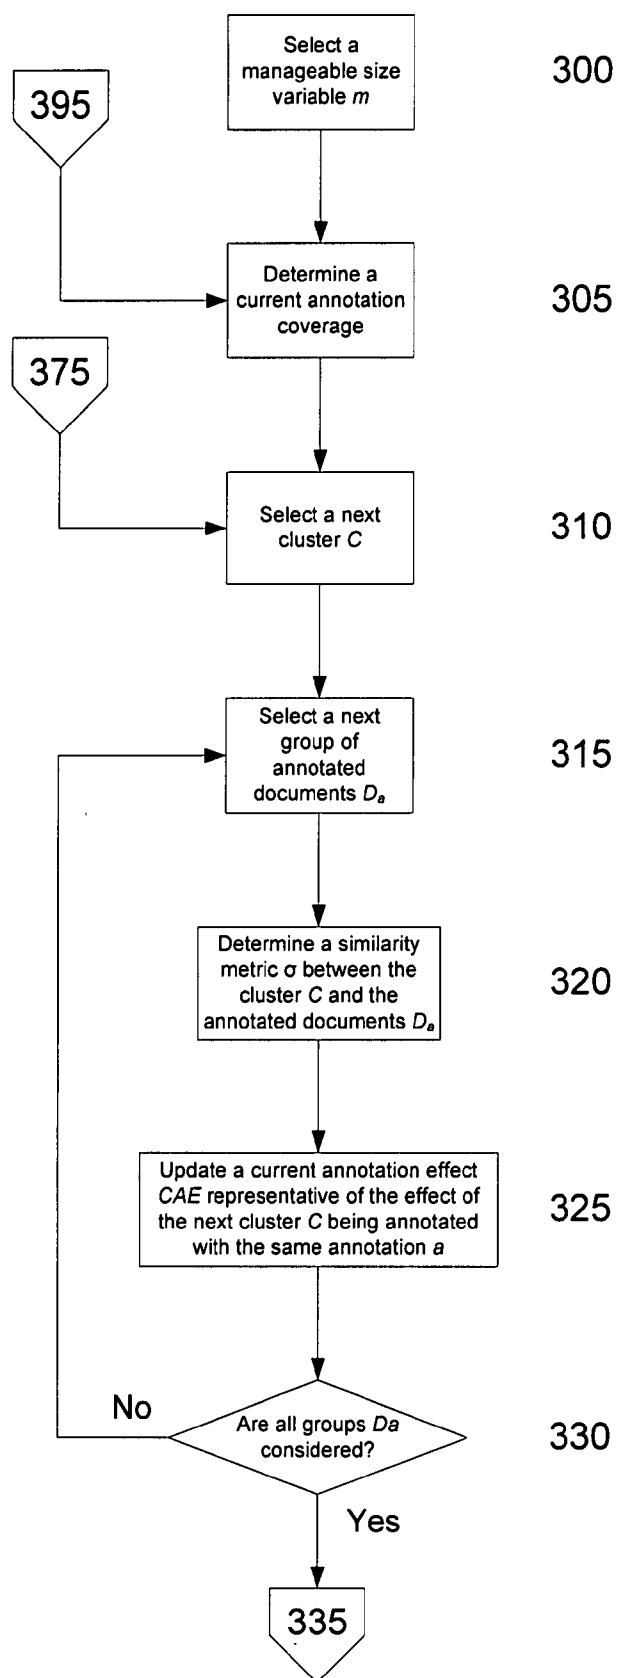 Select a
manageable size
variable m
300
395
Determine a
current annotation
coverage
305
375
Select a next
cluster C
310
Select a next
group of
annotated
documents Da
315
Determine a similarity
metric σ between the
cluster C and the
annotated documents Da
320
Update a current annotation effect
CAE representative of the effect of
the next cluster C being annotated
with the same annotation a
325
No
Are all groups Da
considered?
330
Yes
335